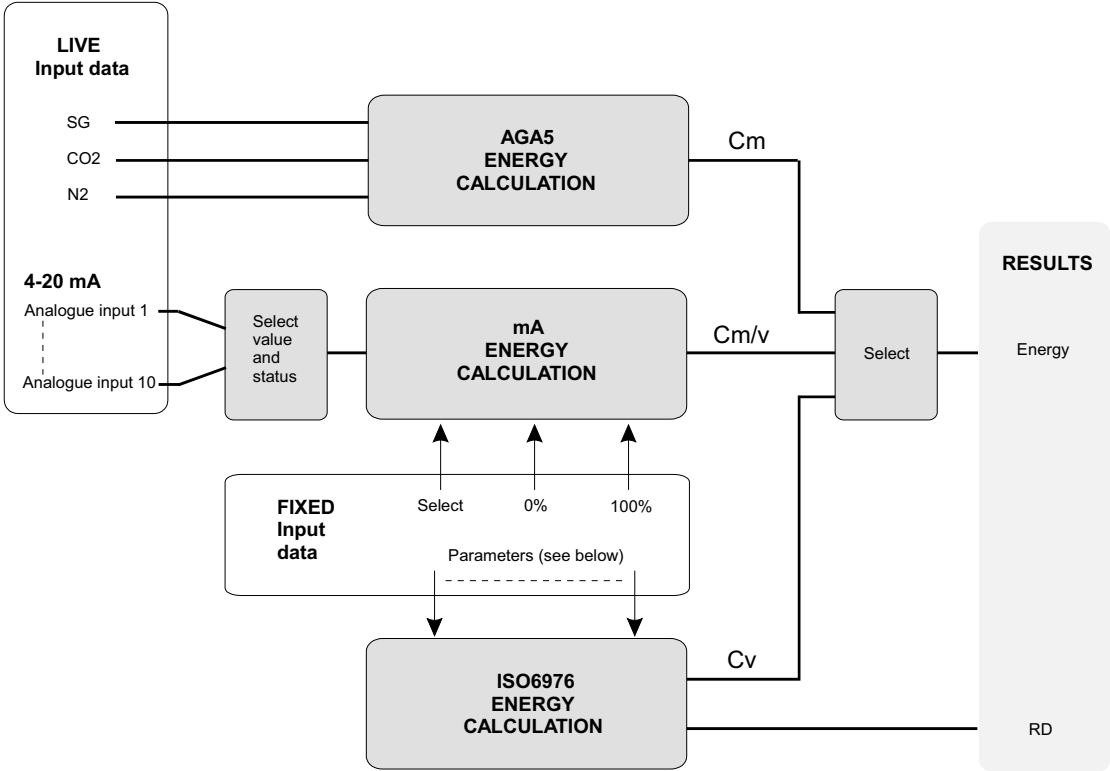 LIVE
Input data
SG
CO2
N2
4-20 mA
Analogue input 1
Analogue input 10
Select
value
and
status
AGA5
ENERGY
CALCULATION
Cm
mA
ENERGY
CALCULATION
Cm/v
Select
RESULTS
Energy
RD
FIXED
Input
data
Select 0% 100%
Parameters (see below)
ISO6976
ENERGY
CALCULATION
Cv